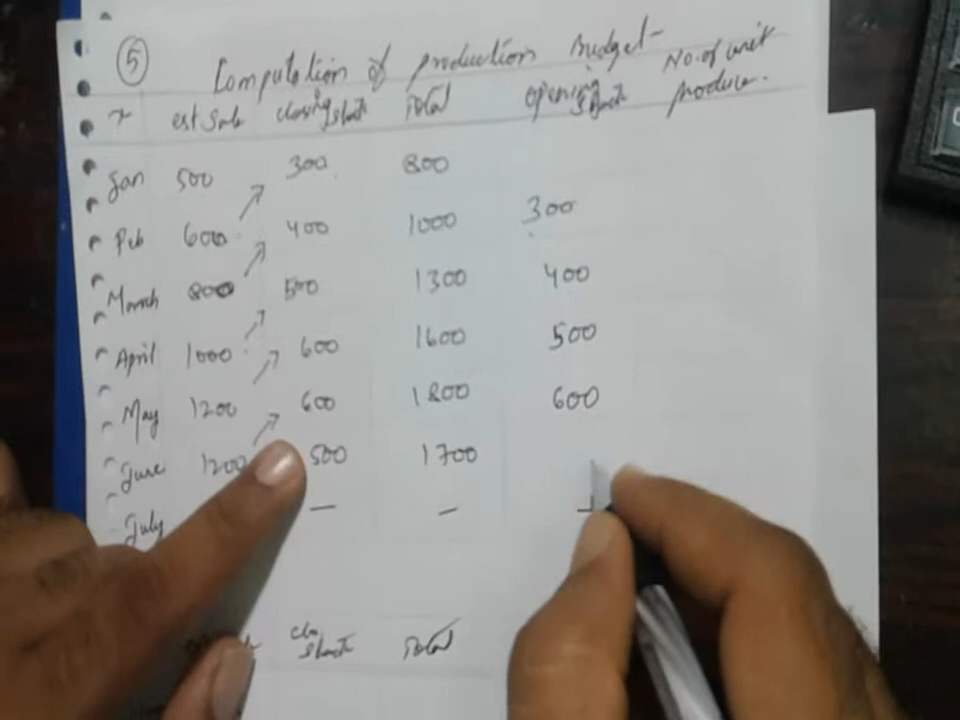 5 Computation of production Budget
est Sale closing Stock Total opening Stock No. of unit produce.
Jan 500 300 800
Feb 600 400 1000 300
March 800 500 1300 400
April 1000 600 1600 500
May 1200 600 1800 600
June 1200 500 1700
July — —
clo Stock Total